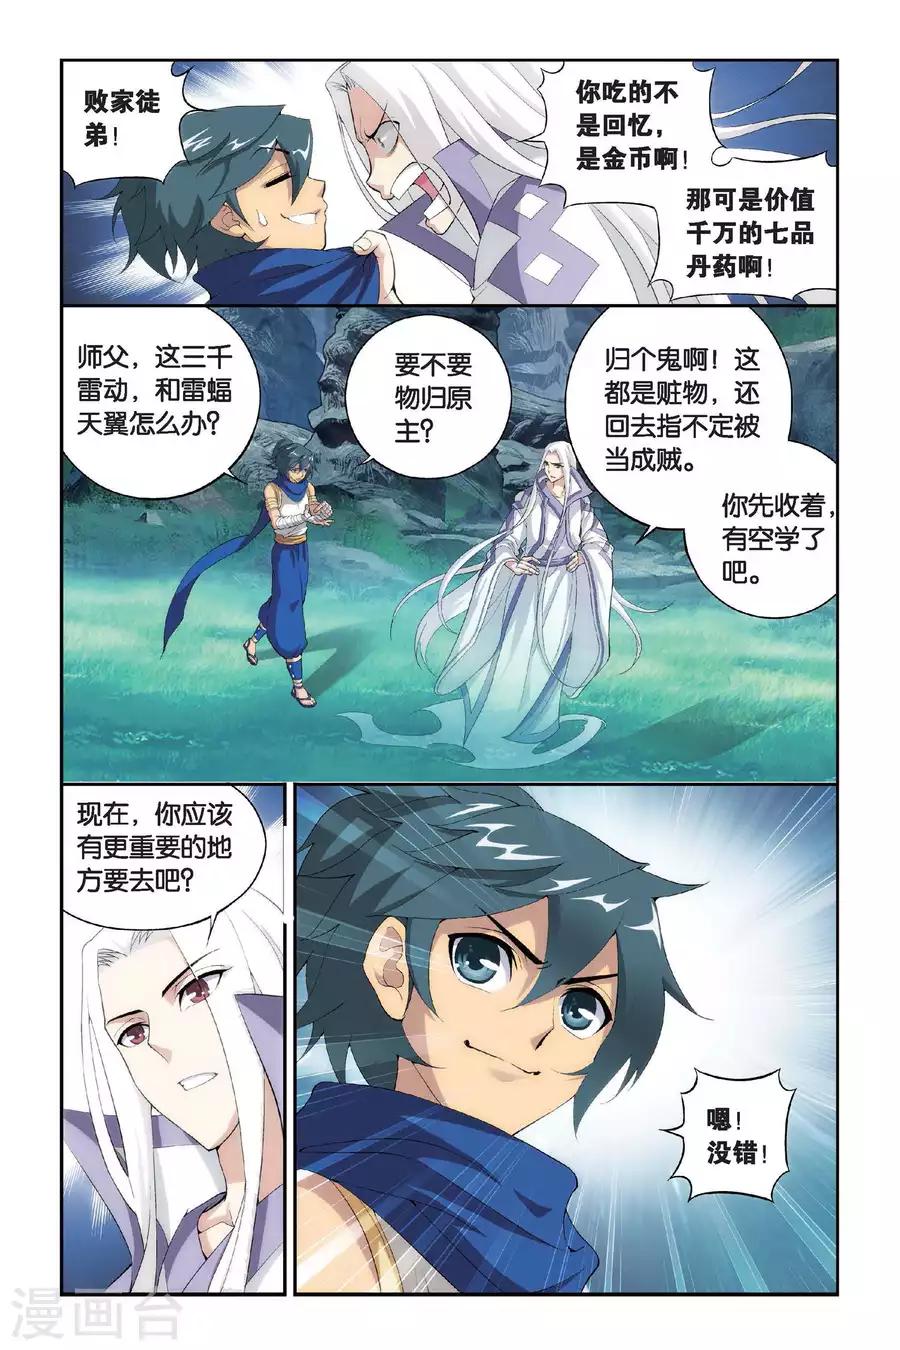 败家徒
弟！
你吃的不
是回忆，
是金币啊！
那可是价值
千万的七品
丹药啊！
师父，这三千
雷动，和雷蝠
天翼怎么办？
要不要
物归原
主？
归个鬼啊！这
都是赃物，还
回去指不定被
当成贼。
你先收着，
有空学了
吧。
现在，你应该
有更重要的地
方要去吧？
嗯！
没错！
漫画台